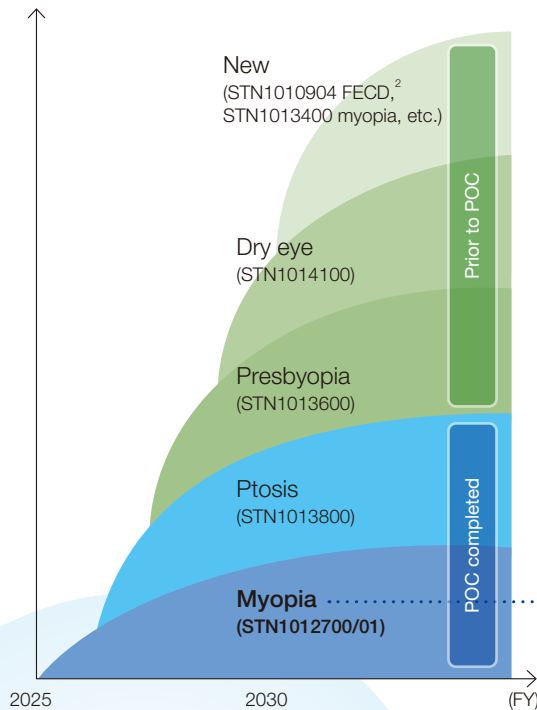 New
(STN1010904 FECD,²
STN1013400 myopia, etc.)
Prior to POC
Dry eye
(STN1014100)
Presbyopia
(STN1013600)
Ptosis
(STN1013800)
POC completed
Myopia
(STN1012700/01)
2025
2030
(FY)